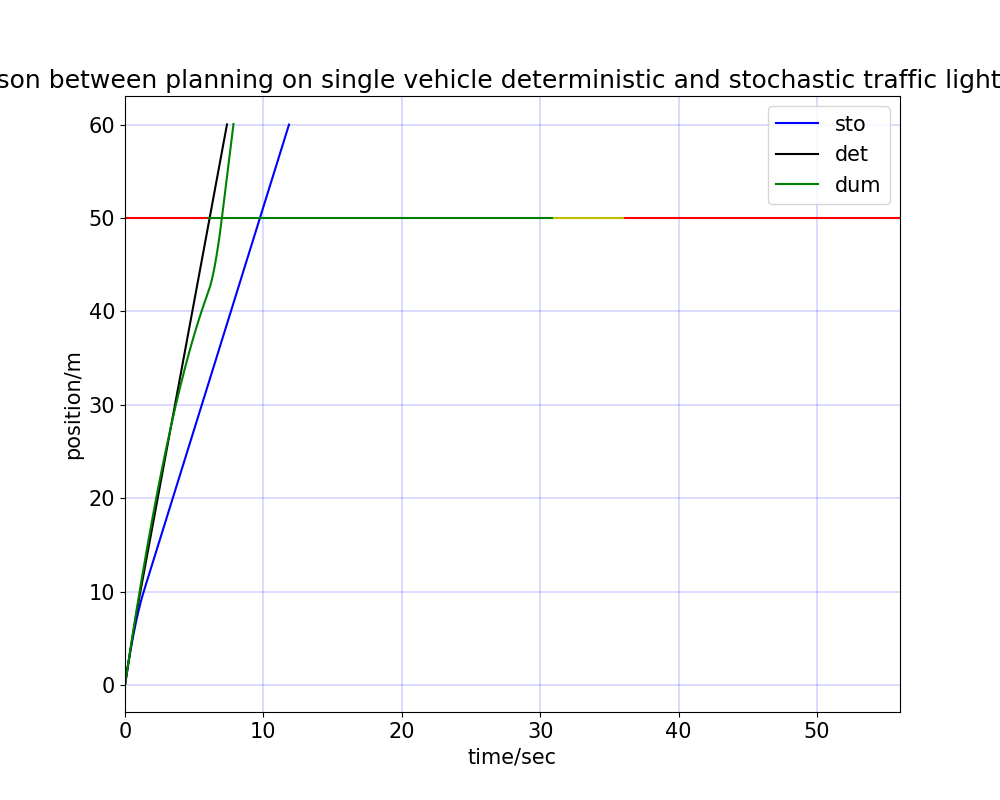 son between planning on single vehicle deterministic and stochastic traffic light
60
50
40
30
20
10
0
position/m
sto
det
dum
0 10 20 30 40 50
time/sec